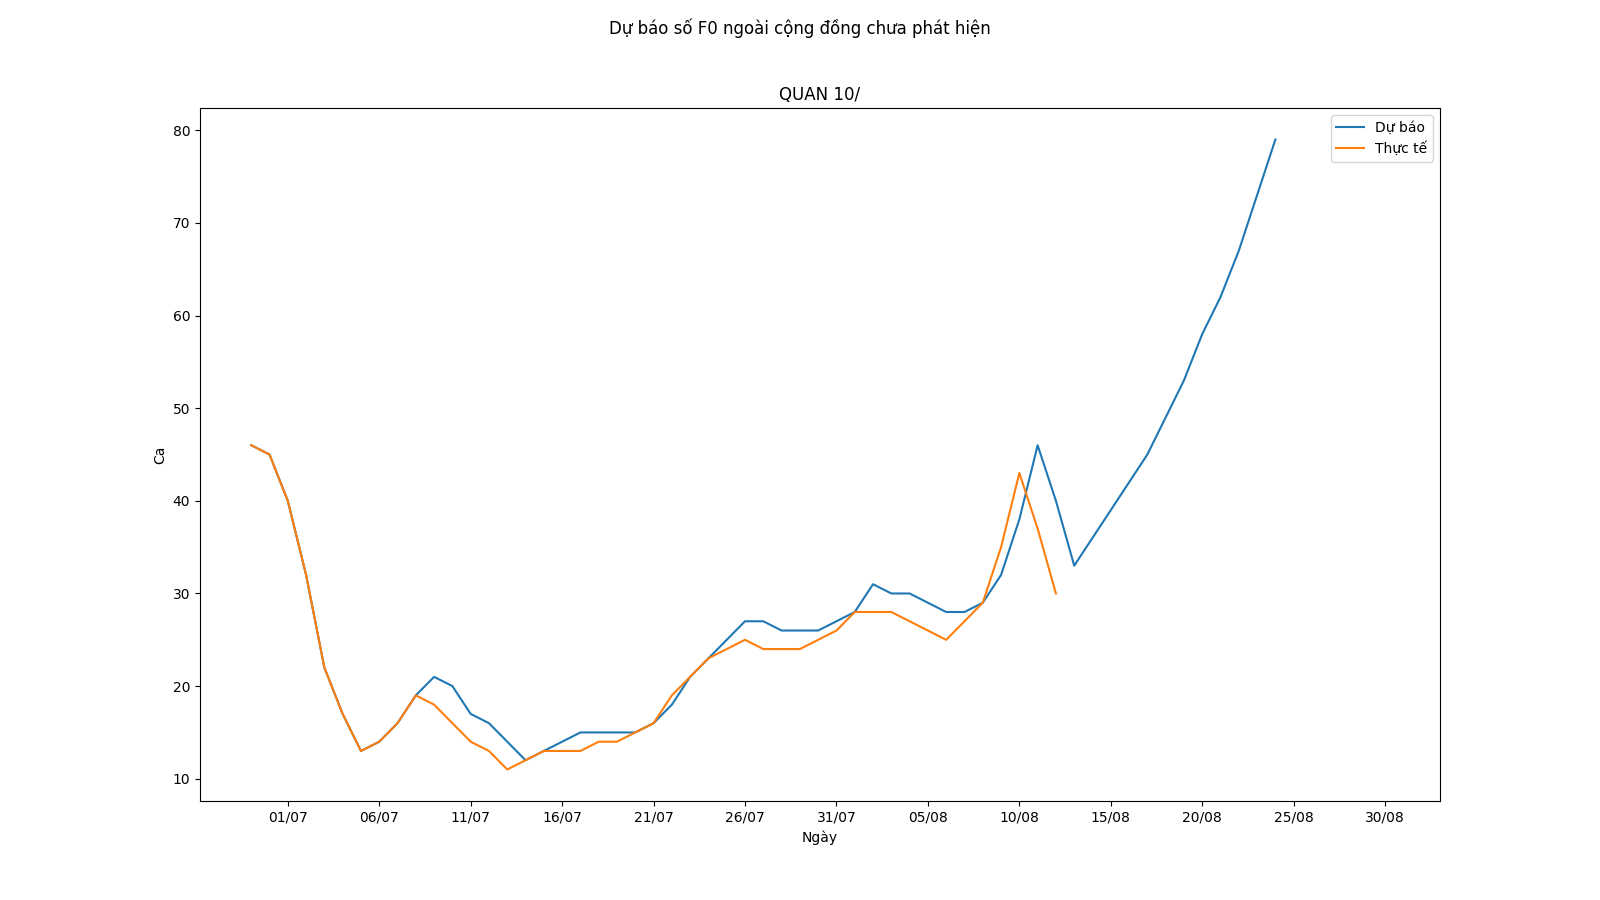 Dự báo số F0 ngoài cộng đồng chưa phát hiện
QUAN 10/
Dự báo
Thực tế
80
70
60
50
40
30
20
10
Ca
01/07 06/07 11/07 16/07 21/07 26/07 31/07 05/08 10/08 15/08 20/08 25/08 30/08
Ngày